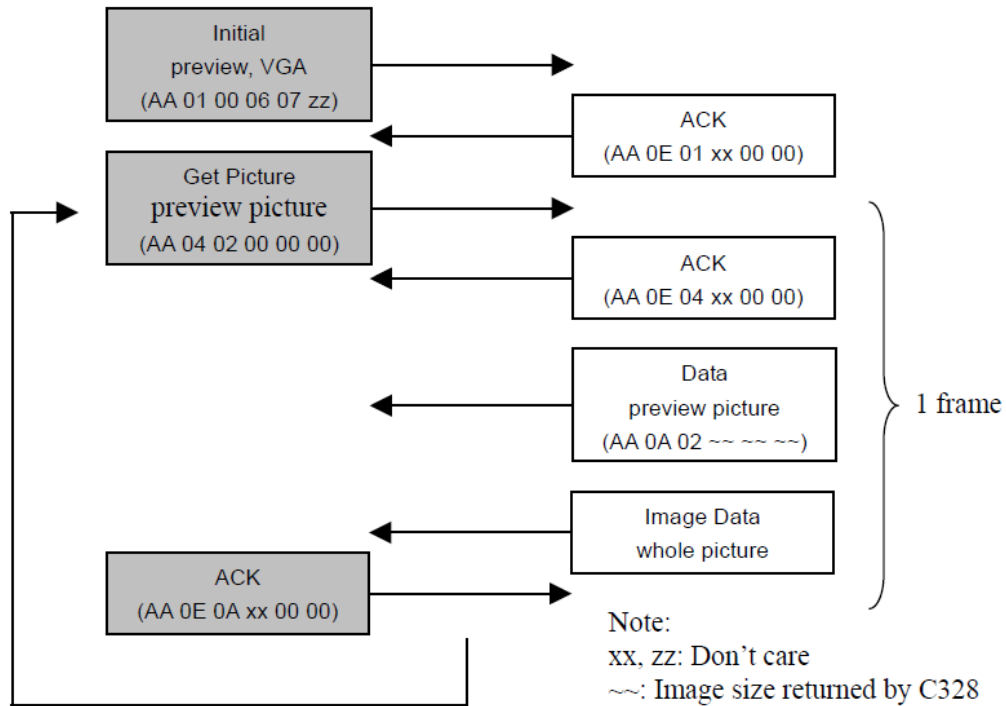 Initial
preview, VGA
(AA 01 00 06 07 zz)
ACK
(AA 0E 01 xx 00 00)
Get Picture
preview picture
(AA 04 02 00 00 00)
ACK
(AA 0E 04 xx 00 00)
Data
preview picture
(AA 0A 02 ~~ ~~ ~~)
1 frame
Image Data
whole picture
ACK
(AA 0E 0A xx 00 00)
Note:
xx, zz: Don’t care
~~: Image size returned by C328